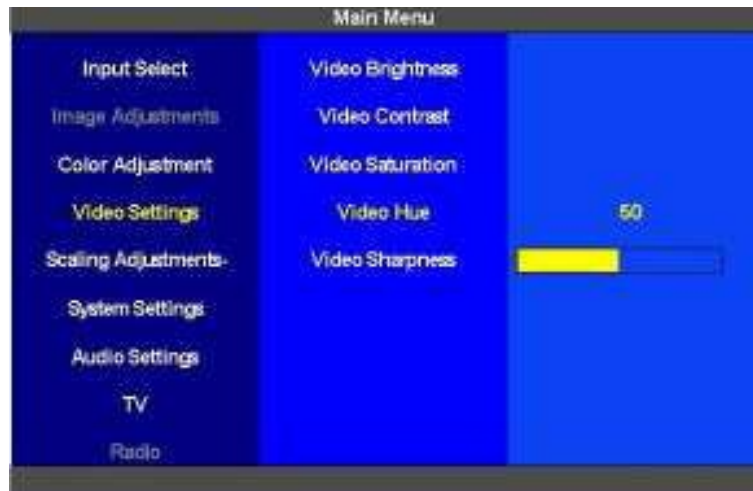 Main Menu
Input Select
Image Adjustments
Color Adjustment
Video Settings
Scaling Adjustments
System Settings
Audio Settings
TV
Radio
Video Brightness
Video Contrast
Video Saturation
Video Hue
Video Sharpness
50